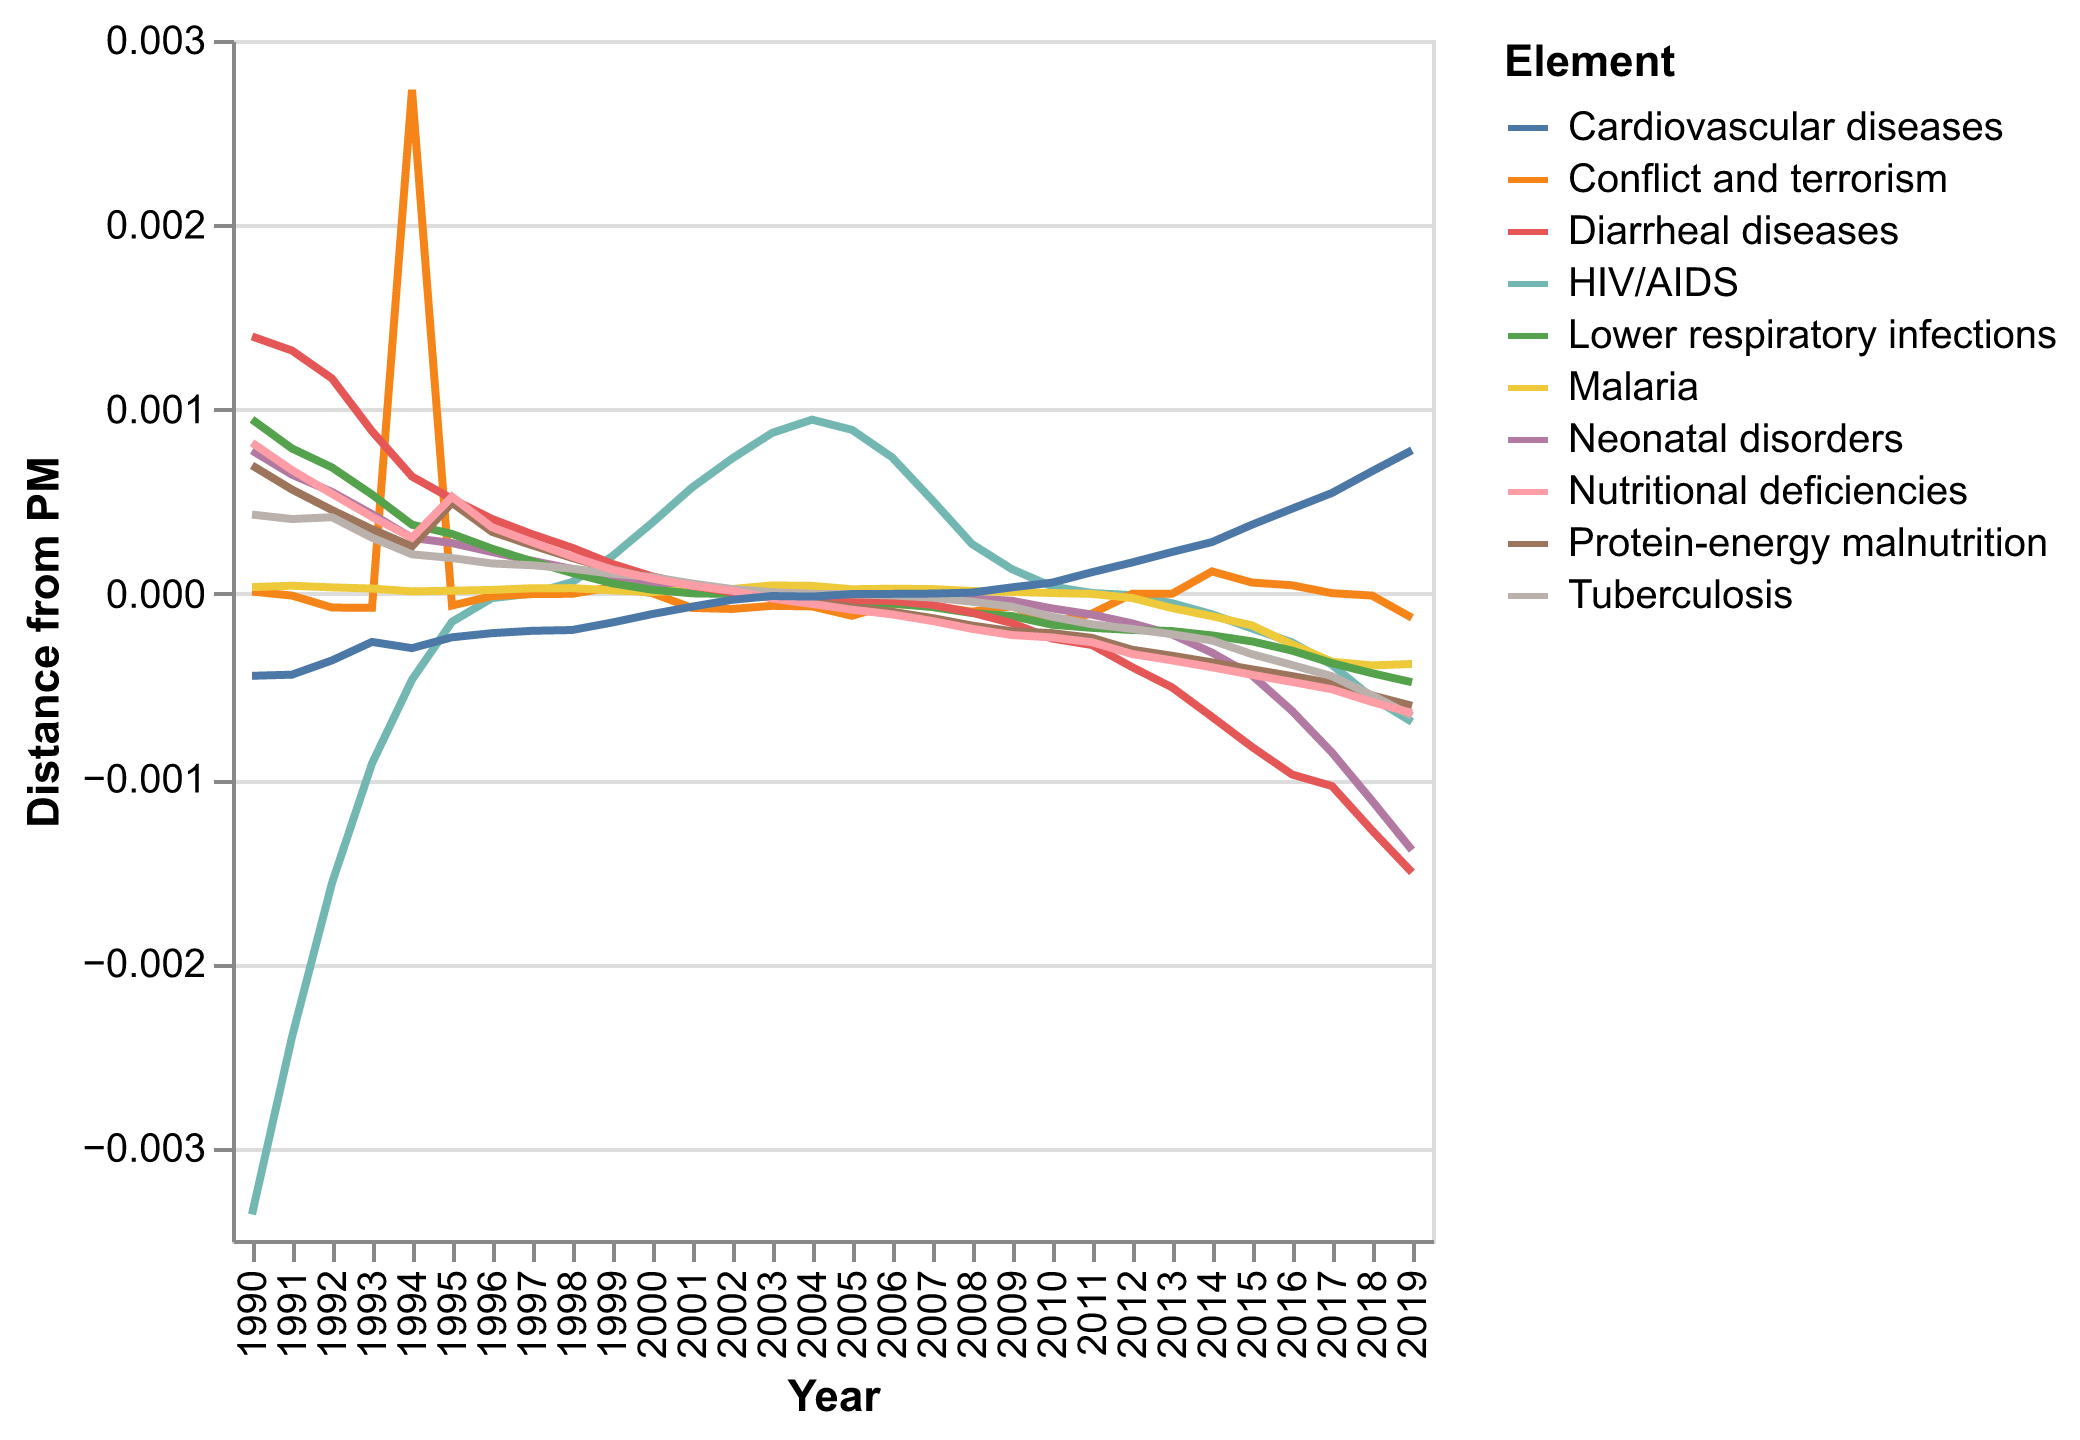 0.003
0.002
0.001
0.000
−0.001
−0.002
−0.003
Distance from PM
1990
1991
1992
1993
1994
1995
1996
1997
1998
1999
2000
2001
2002
2003
2004
2005
2006
2007
2008
2009
2010
2011
2012
2013
2014
2015
2016
2017
2018
2019
Year
Element
Cardiovascular diseases
Conflict and terrorism
Diarrheal diseases
HIV/AIDS
Lower respiratory infections
Malaria
Neonatal disorders
Nutritional deficiencies
Protein-energy malnutrition
Tuberculosis